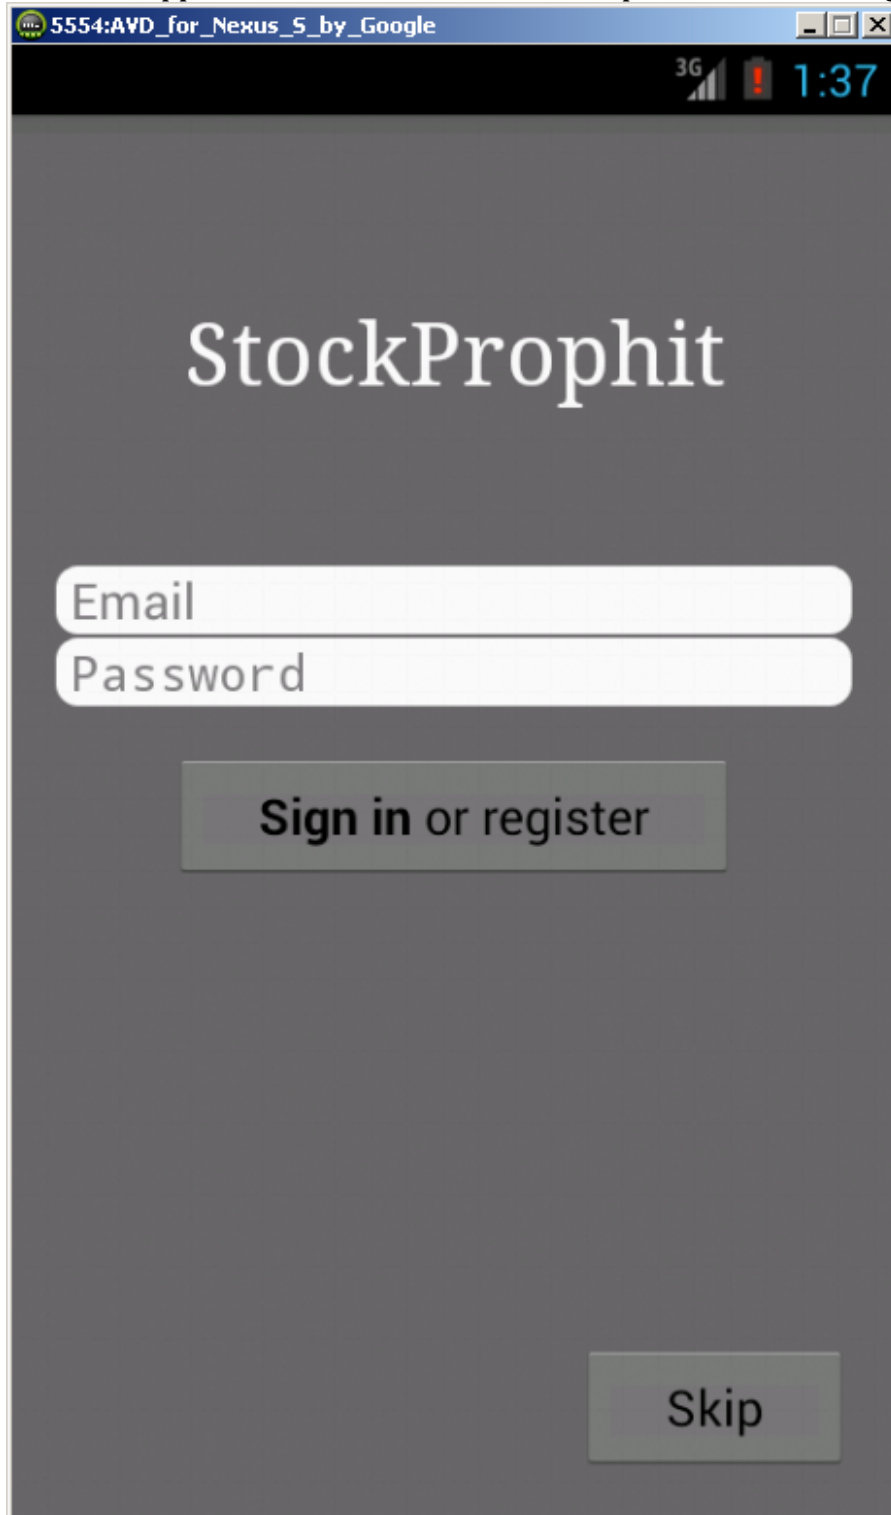 5554:AVD_for_Nexus_S_by_Google
3G 1:37
StockProphit
Email
Password
Sign in or register
Skip